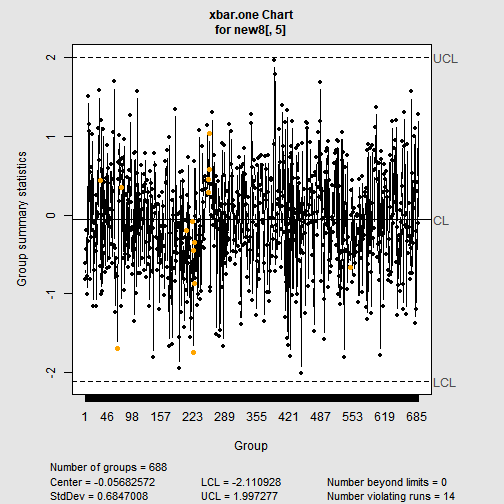 xbar.one Chart
for new8[, 5]
Group summary statistics
2
1
0
-1
-2
UCL
CL
LCL
1 46 98 157 223 289 355 421 487 553 619 685
Group
Number of groups = 688
Center = -0.05682572 LCL = -2.110928 Number beyond limits = 0
StdDev = 0.6847008 UCL = 1.997277 Number violating runs = 14